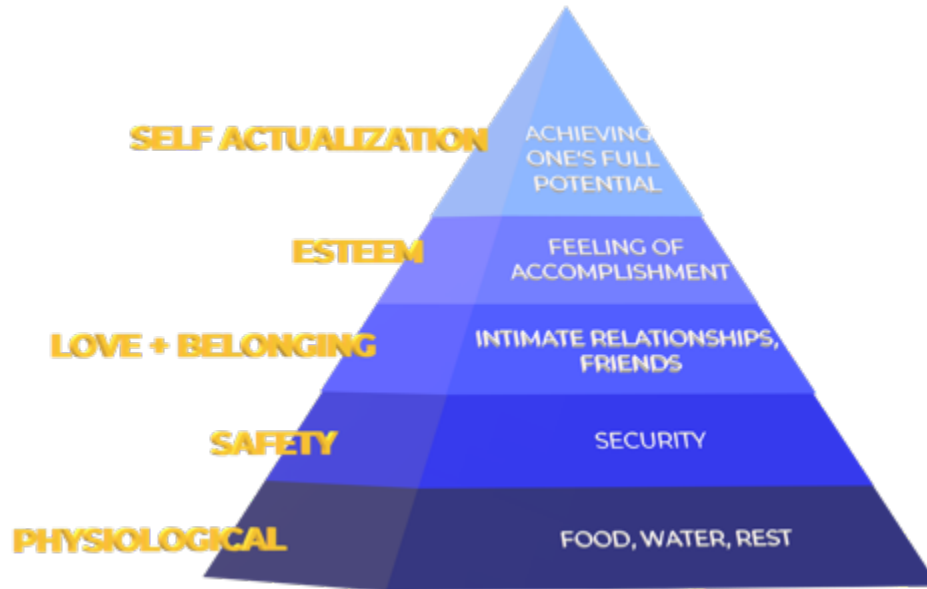 SELF ACTUALIZATION
ACHIEVING
ONE'S FULL
POTENTIAL
ESTEEM
FEELING OF
ACCOMPLISHMENT
LOVE + BELONGING
INTIMATE RELATIONSHIPS,
FRIENDS
SAFETY
SECURITY
PHYSIOLOGICAL
FOOD, WATER, REST